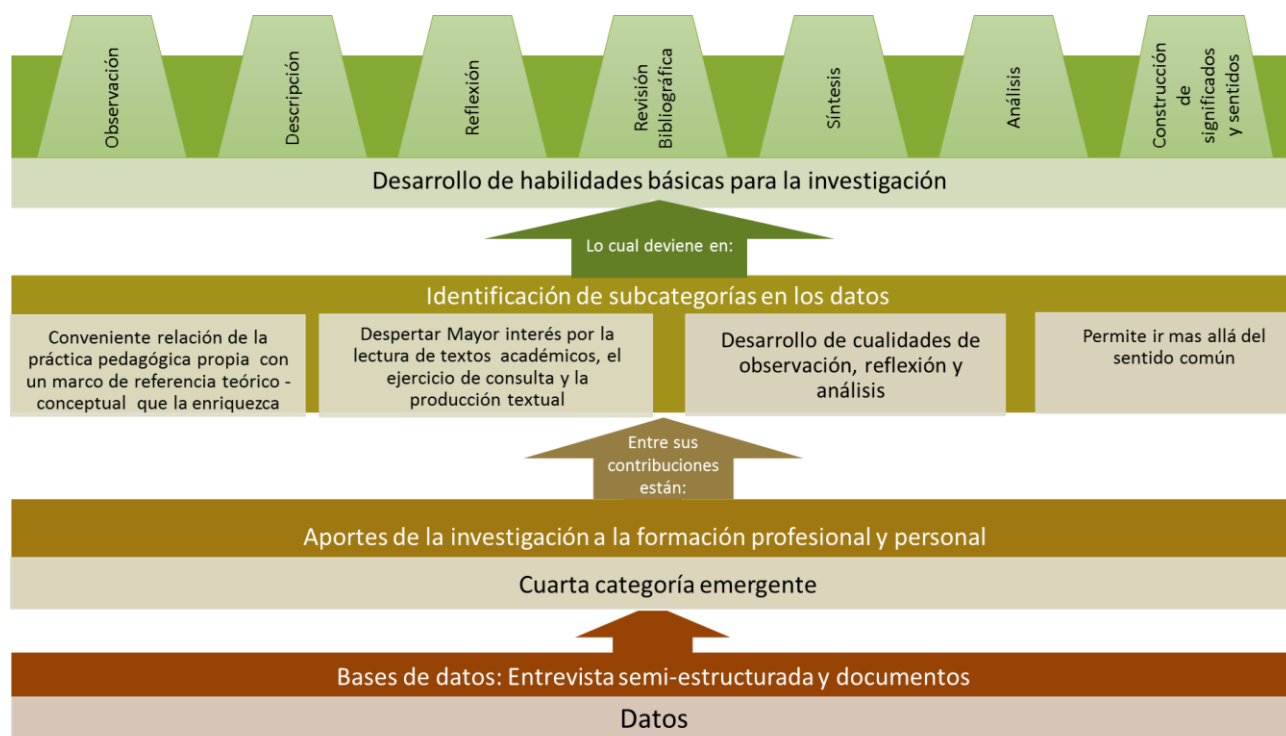 Observación
Descripción
Reflexión
Revisión
Bibliográfica
Síntesis
Análisis
Construcción
de
significados
y sentidos
Desarrollo de habilidades básicas para la investigación
Lo cual deviene en:
Identificación de subcategorías en los datos
Conveniente relación de la
práctica pedagógica propia con
un marco de referencia teórico -
conceptual que la enriquezca
Despertar Mayor interés por la
lectura de textos académicos, el
ejercicio de consulta y la
producción textual
Desarrollo de cualidades de
observación, reflexión y
análisis
Permite ir mas allá del
sentido común
Entre sus
contribuciones
están:
Aportes de la investigación a la formación profesional y personal
Cuarta categoría emergente
Bases de datos: Entrevista semi-estructurada y documentos
Datos